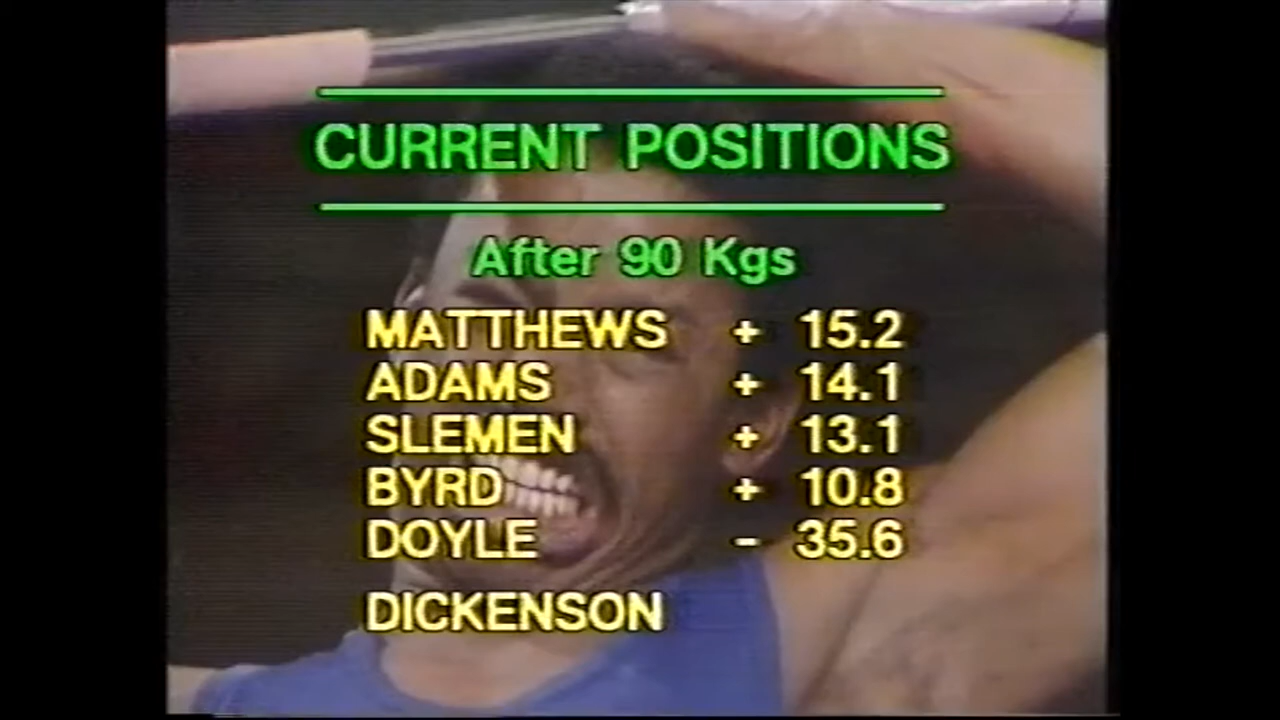 CURRENT POSITIONS
After 90 Kgs
MATTHEWS + 15.2
ADAMS + 14.1
SLEMEN + 13.1
BYRD + 10.8
DOYLE - 35.6
DICKENSON